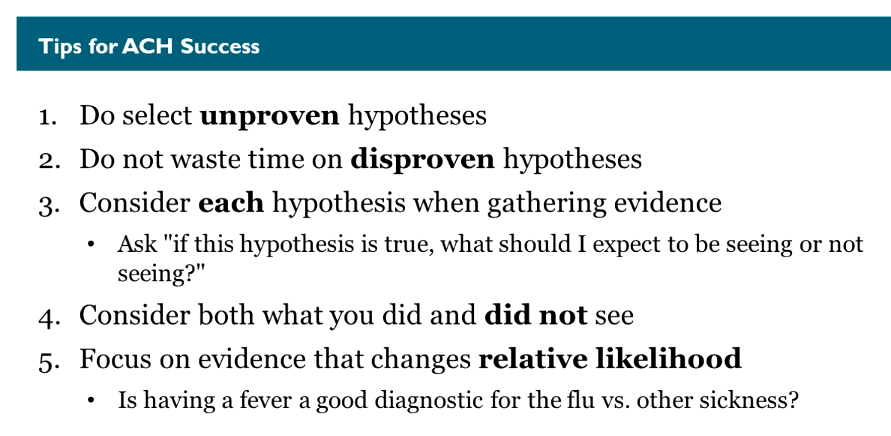 Tips for ACH Success
1. Do select unproven hypotheses
2. Do not waste time on disproven hypotheses
3. Consider each hypothesis when gathering evidence
• Ask "if this hypothesis is true, what should I expect to be seeing or not
seeing?"
4. Consider both what you did and did not see
5. Focus on evidence that changes relative likelihood
• Is having a fever a good diagnostic for the flu vs. other sickness?